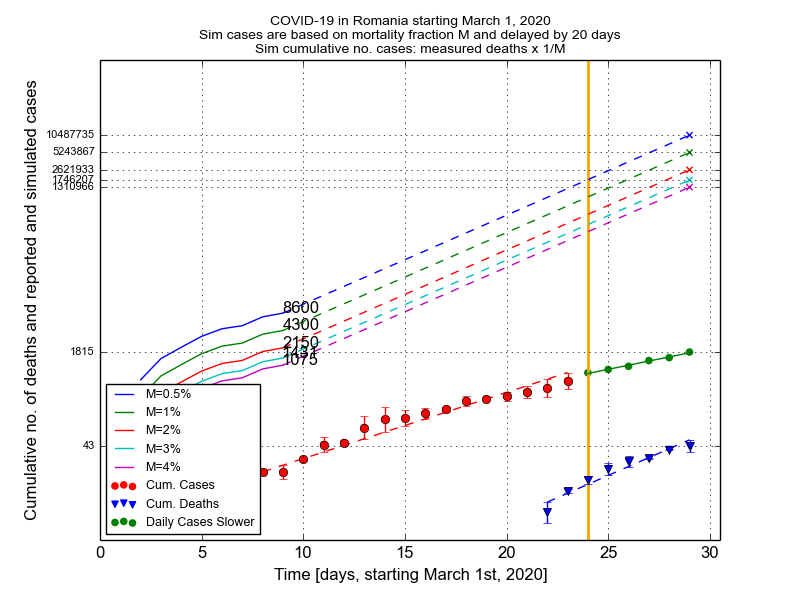 COVID-19 in Romania starting March 1, 2020
Sim cases are based on mortality fraction M and delayed by 20 days
Sim cumulative no. cases: measured deaths x 1/M
Cumulative no. of deaths and reported and simulated cases
10487735
5243867
2621933
1746207
1310966
1815
43
8600
4300
2150
1431
1075
M=0.5%
M=1%
M=2%
M=3%
M=4%
Cum. Cases
Cum. Deaths
Daily Cases Slower
0 5 10 15 20 25 30
Time [days, starting March 1st, 2020]